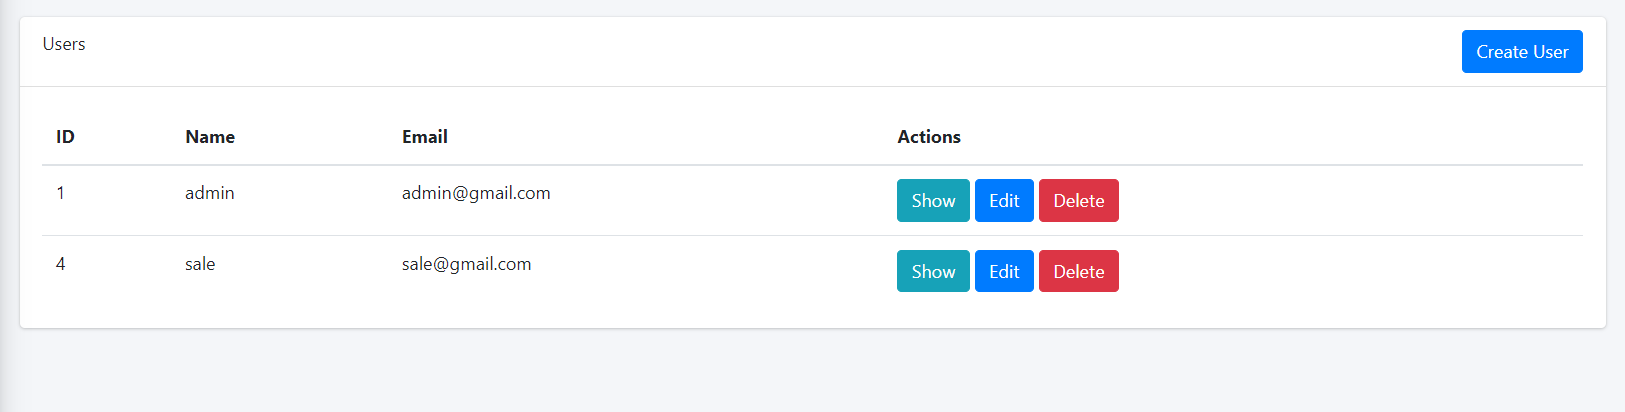 Users Create User
ID Name Email Actions
1 admin admin@gmail.com Show Edit Delete
4 sale sale@gmail.com Show Edit Delete